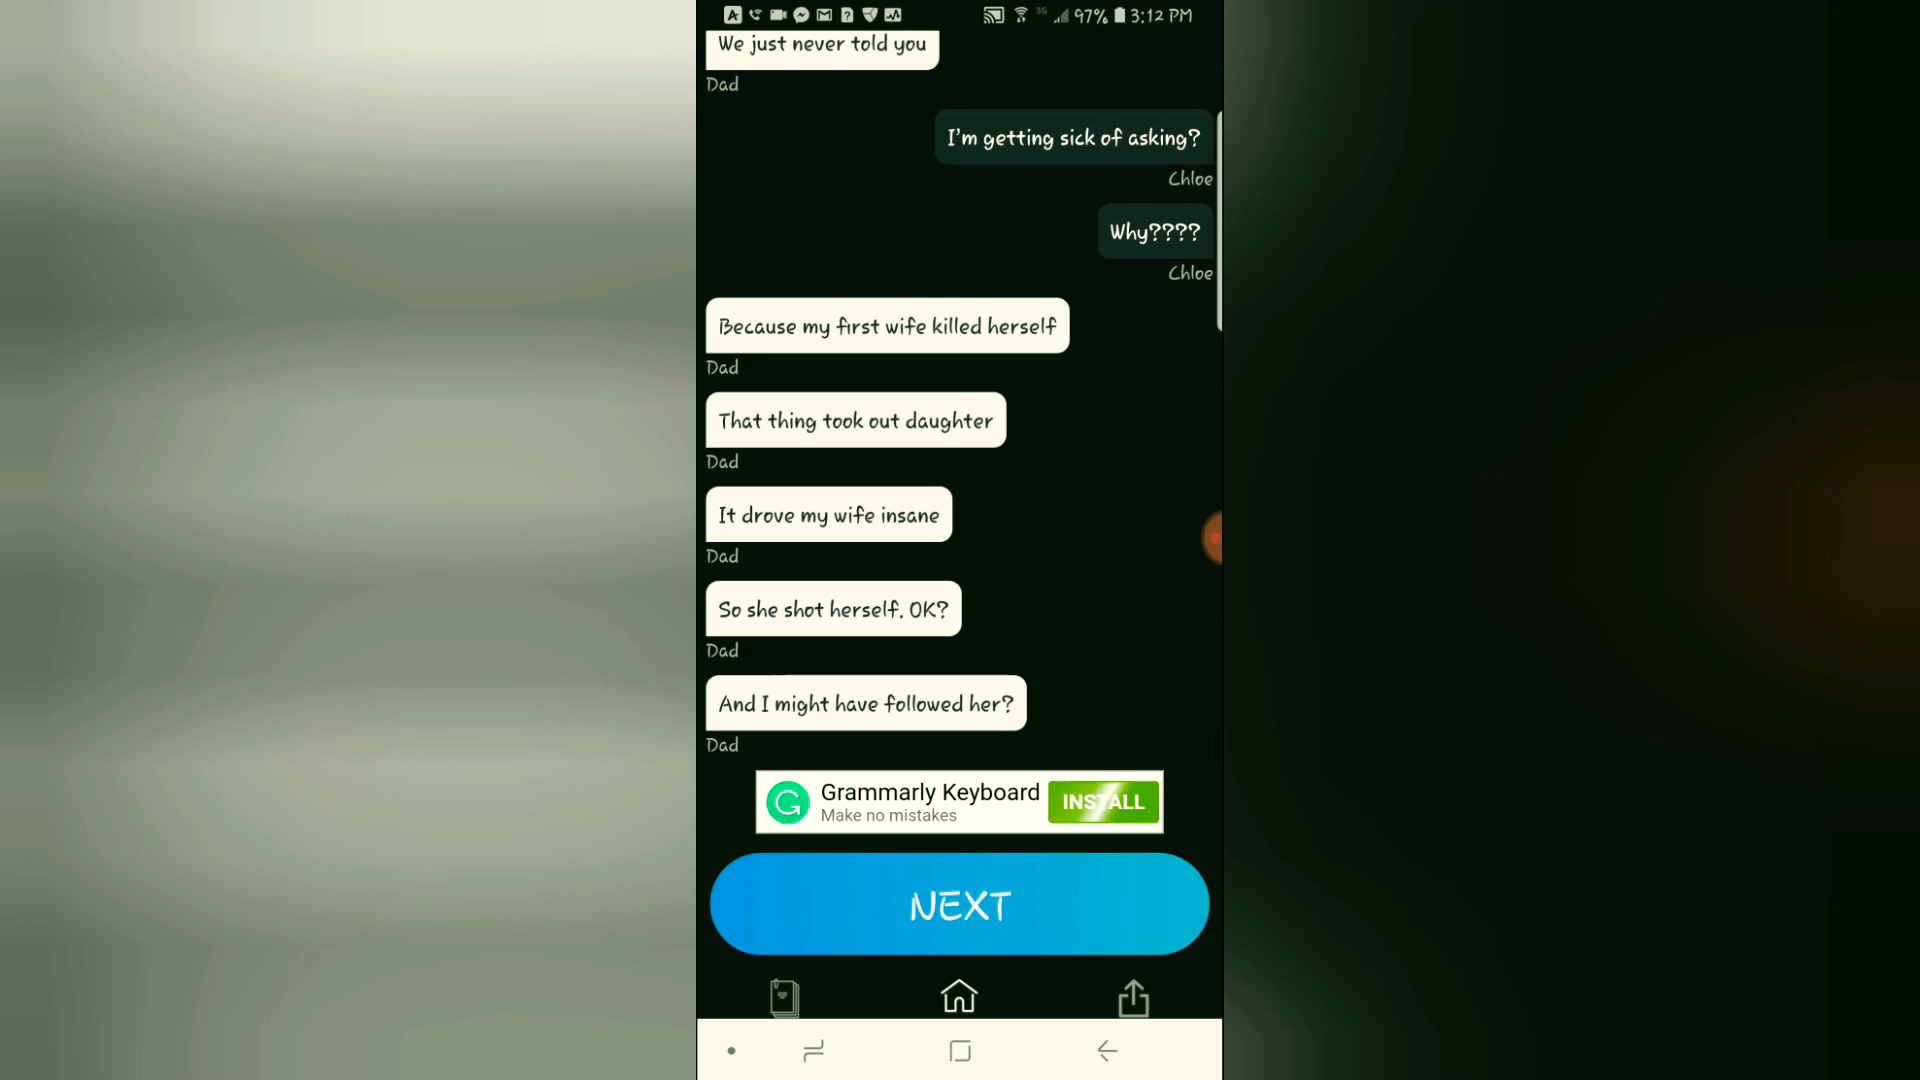 3G 97% 3:12 PM
We just never told you
Dad
I'm getting sick of asking?
Chloe
Why????
Chloe
Because my first wife killed herself
Dad
That thing took out daughter
Dad
It drove my wife insane
Dad
So she shot herself. OK?
Dad
And I might have followed her?
Dad
Grammarly Keyboard
Make no mistakes
INSTALL
NEXT